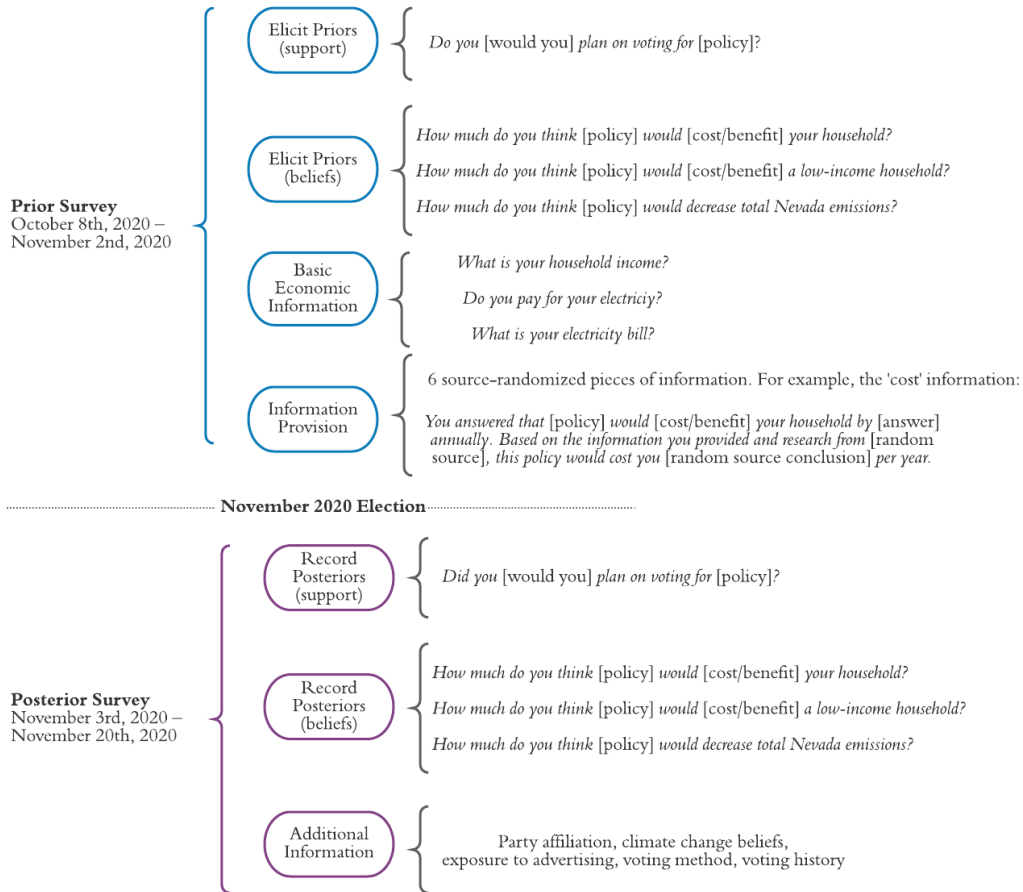 Elicit Priors
(support)
Do you [would you] plan on voting for [policy]?
Elicit Priors
(beliefs)
How much do you think [policy] would [cost/benefit] your household?
How much do you think [policy] would [cost/benefit] a low-income household?
How much do you think [policy] would decrease total Nevada emissions?
Prior Survey
October 8th, 2020 –
November 2nd, 2020
Basic
Economic
Information
What is your household income?
Do you pay for your electriciy?
What is your electricity bill?
Information
Provision
6 source-randomized pieces of information. For example, the 'cost' information:
You answered that [policy] would [cost/benefit] your household by [answer]
annually. Based on the information you provided and research from [random
source], this policy would cost you [random source conclusion] per year.
November 2020 Election
Record
Posteriors
(support)
Did you [would you] plan on voting for [policy]?
Record
Posteriors
(beliefs)
How much do you think [policy] would [cost/benefit] your household?
How much do you think [policy] would [cost/benefit] a low-income household?
How much do you think [policy] would decrease total Nevada emissions?
Posterior Survey
November 3rd, 2020 –
November 20th, 2020
Additional
Information
Party affiliation, climate change beliefs,
exposure to advertising, voting method, voting history